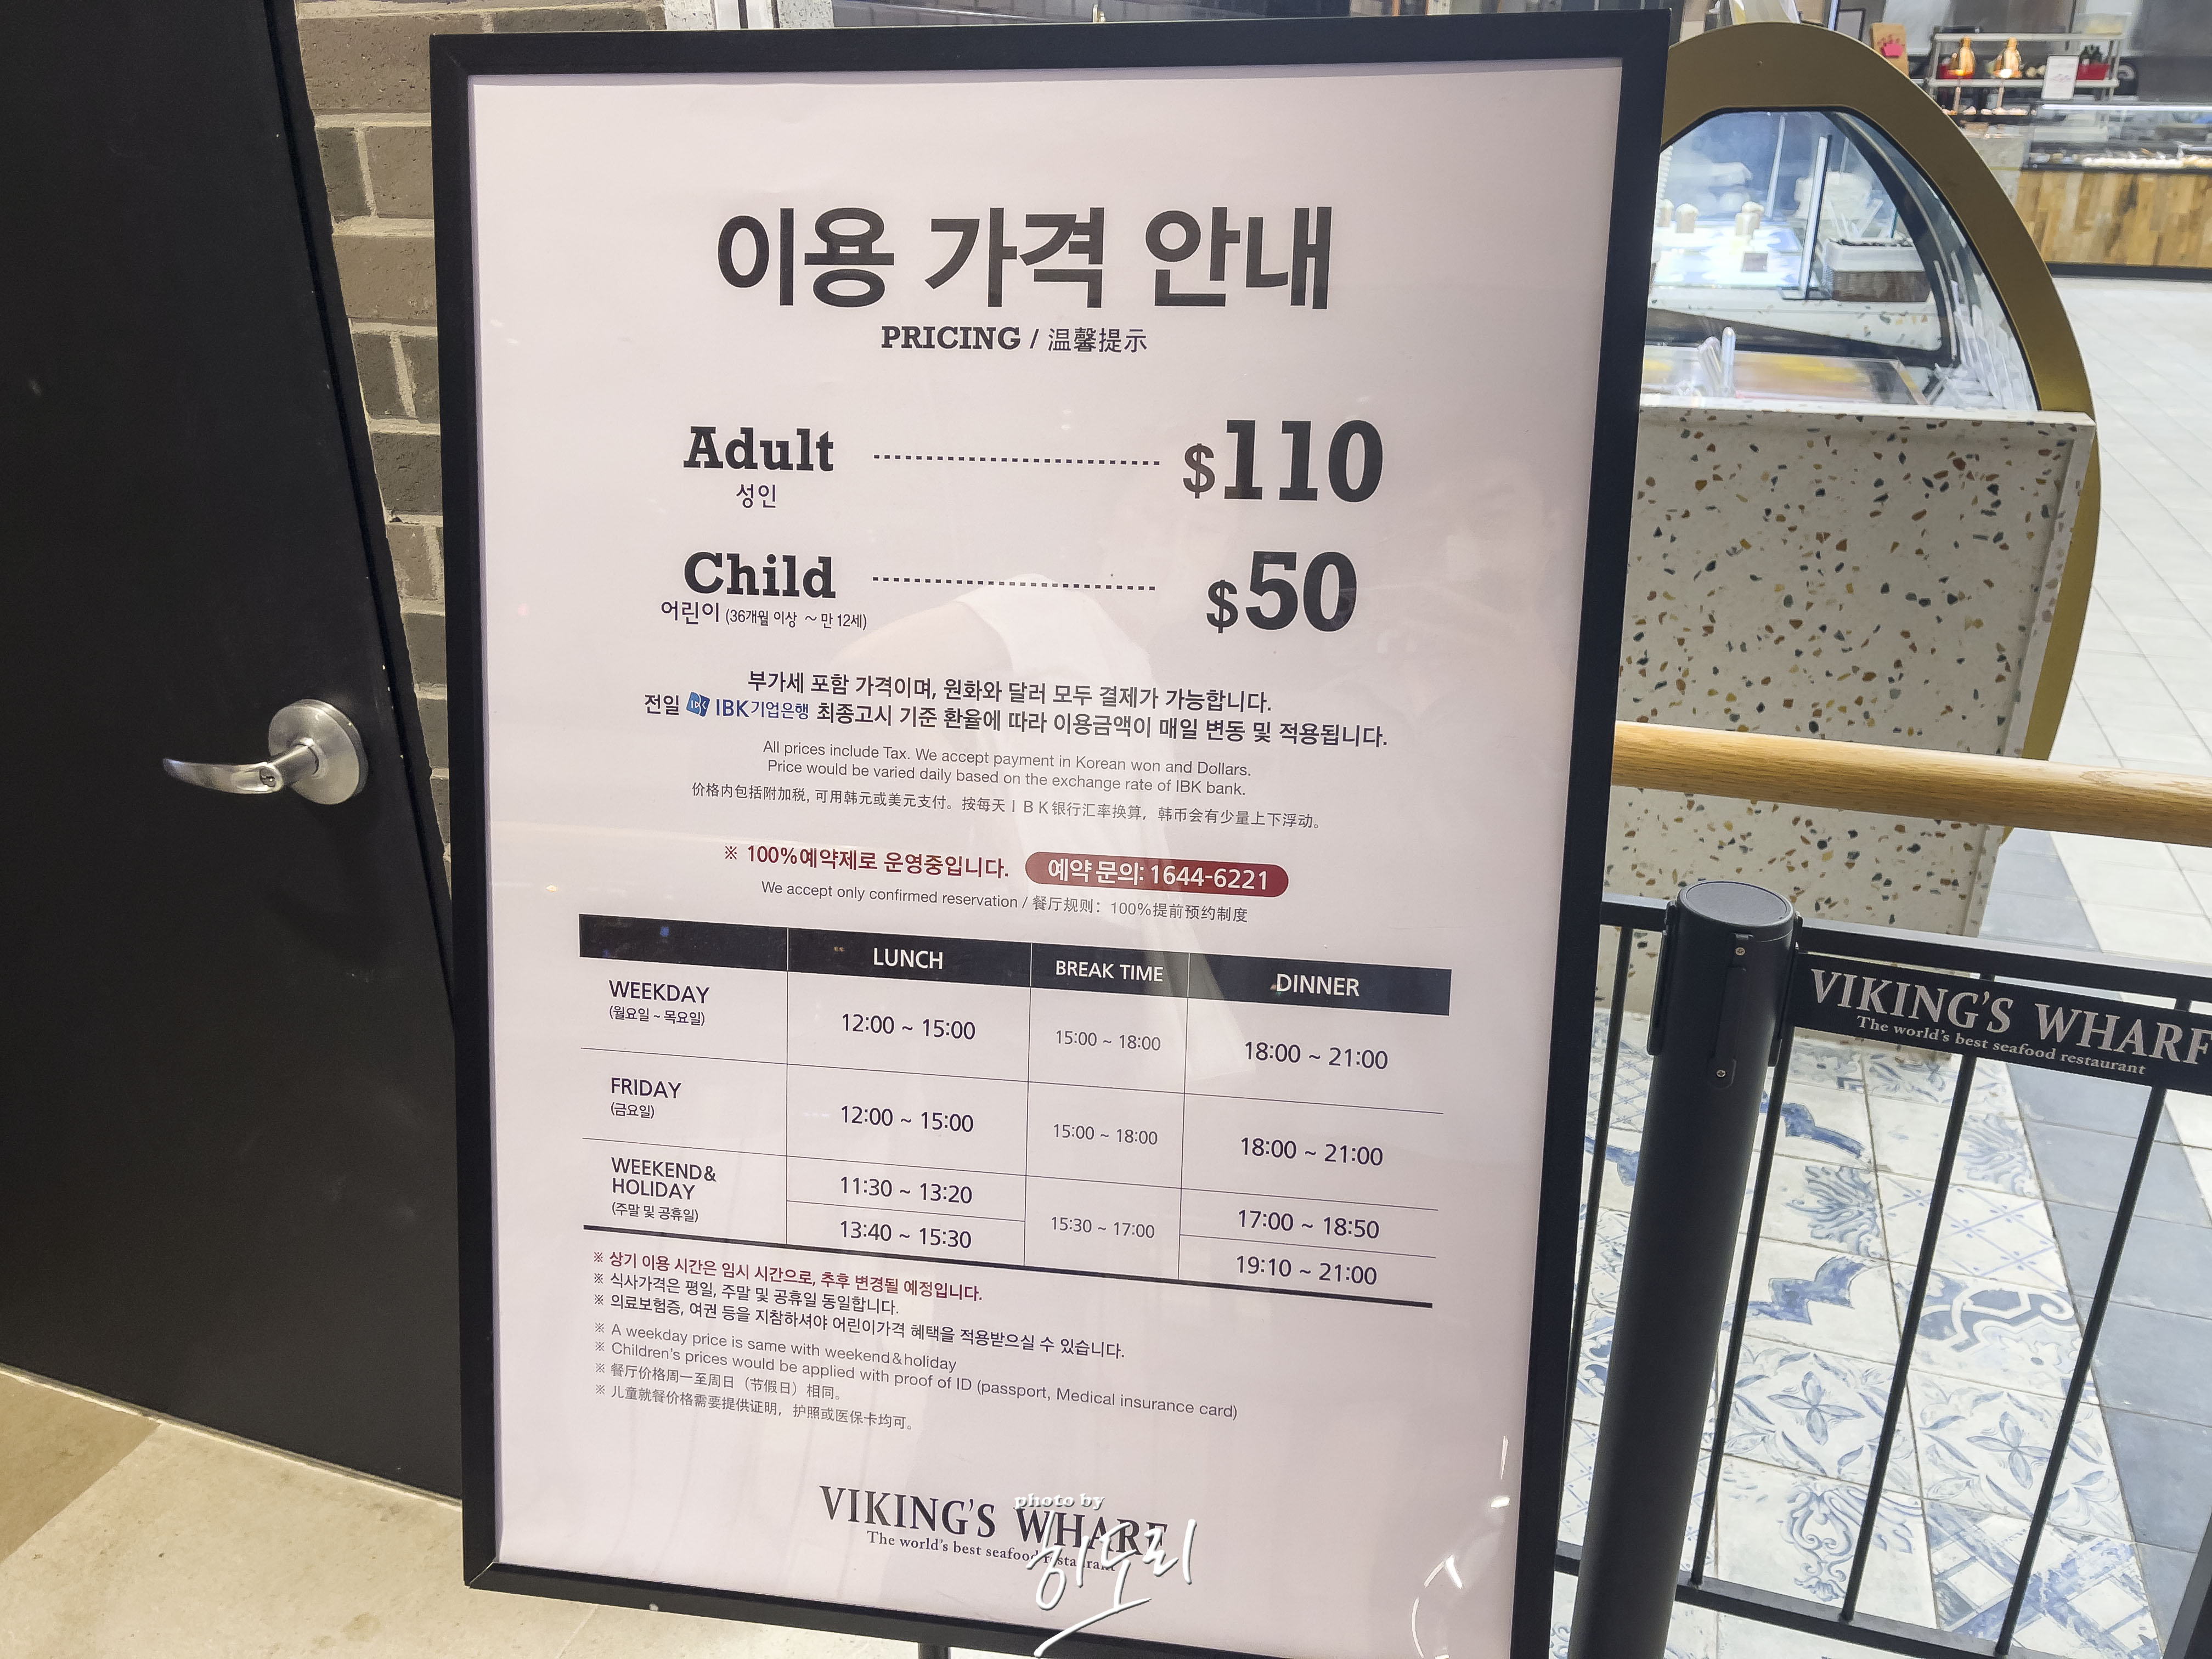 이용 가격 안내
PRICING / 温馨提示
Adult $110
성인
Child $50
어린이 (36개월 이상 ~ 만 12세)
부가세 포함 가격이며, 원화와 달러 모두 결제가 가능합니다.
전일 IBK기업은행 최종고시 기준 환율에 따라 이용금액이 매일 변동 및 적용됩니다.
All prices include Tax. We accept payment in Korean won and Dollars.
Price would be varied daily based on the exchange rate of IBK bank.
价格内包括附加税, 可用韩元或美元支付。按每天ＩＢＫ银行汇率换算，韩币会有少量上下浮动。
※ 100%예약제로 운영중입니다. 예약 문의: 1644-6221
We accept only confirmed reservation / 餐厅规则：100%提前预约制度
LUNCH BREAK TIME DINNER
WEEKDAY
(월요일 ~ 목요일)
12:00 ~ 15:00 15:00 ~ 18:00 18:00 ~ 21:00
FRIDAY
(금요일)
12:00 ~ 15:00 15:00 ~ 18:00 18:00 ~ 21:00
WEEKEND&
HOLIDAY
(주말 및 공휴일)
11:30 ~ 13:20
13:40 ~ 15:30
15:30 ~ 17:00
17:00 ~ 18:50
19:10 ~ 21:00
※ 상기 이용 시간은 임시 시간으로, 추후 변경될 예정입니다.
※ 식사가격은 평일, 주말 및 공휴일 동일합니다.
※ 의료보험증, 여권 등을 지참하셔야 어린이가격 혜택을 적용받으실 수 있습니다.
※ A weekday price is same with weekend&holiday
※ Children's prices would be applied with proof of ID (passport, Medical insurance card)
※ 餐厅价格周一至周日（节假日）相同。
※ 儿童就餐价格需要提供证明，护照或医保卡均可。
VIKING'S WHARF
The world's best seafood restaurant
photo by
히도리
VIKING'S WHARF
The world's best seafood restaurant